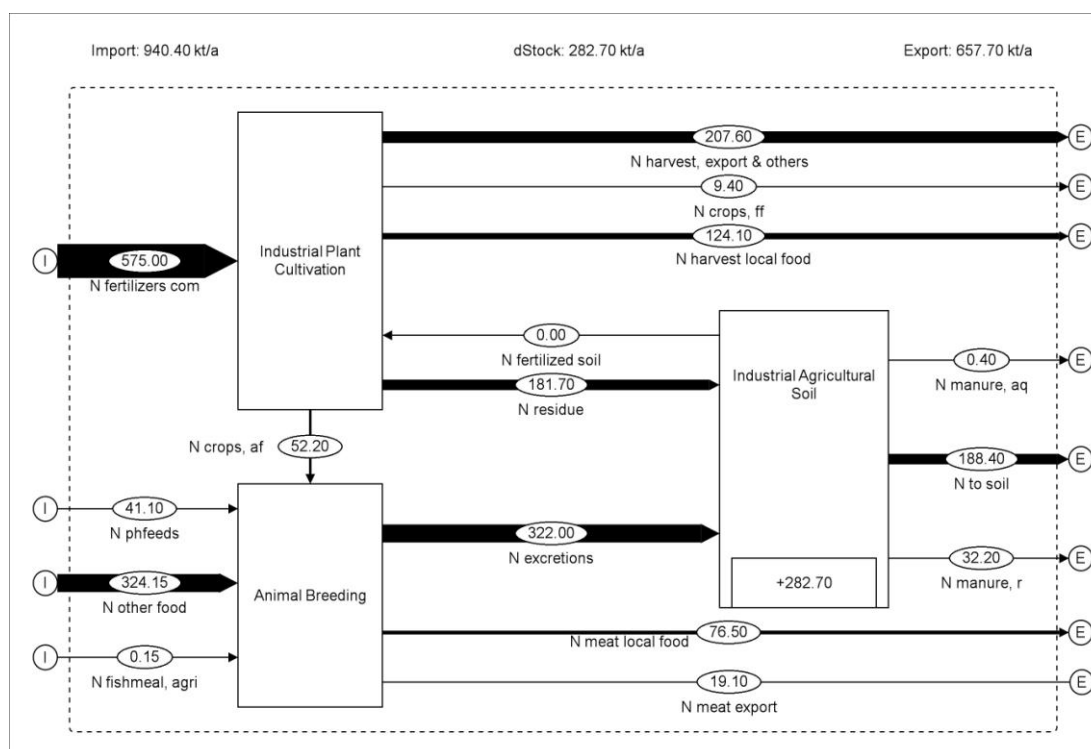 Import: 940.40 kt/a
dStock: 282.70 kt/a
Export: 657.70 kt/a
207.60
E
N harvest, export & others
9.40
E
N crops, ff
Industrial Plant
Cultivation
124.10
E
N harvest local food
I
575.00
N fertilizers com
0.00
N fertilized soil
Industrial Agricultural
Soil
0.40
E
N manure, aq
181.70
N residue
N crops, af
52.20
188.40
E
N to soil
I
41.10
N phfeeds
322.00
N excretions
32.20
E
N manure, r
I
324.15
N other food
Animal Breeding
+282.70
N meat local food
76.50
E
I
0.15
N fishmeal, agri
19.10
E
N meat export